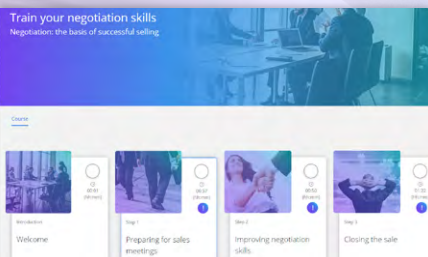 Train your negotiation skills
Negotiation: the basis of successful selling
Course
Introduction
Welcome
Step 1
Preparing for sales
meetings
Step 2
Improving negotiation
skills
Step 3
Closing the sale